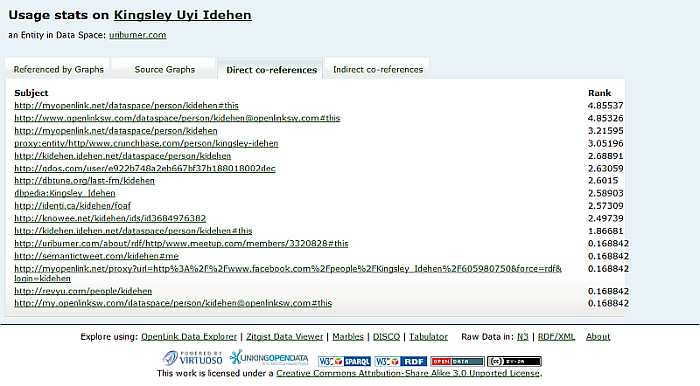 Usage stats on Kingsley Uyi Idehen
an Entity in Data Space: uriburner.com
Referenced by Graphs Source Graphs Direct co-references Indirect co-references
Subject Rank
http://myopenlink.net/dataspace/person/kidehen#this 4.85537
http://www.openlinksw.com/dataspace/person/kidehen@openlinksw.com#this 4.85326
http://myopenlink.net/dataspace/person/kidehen 3.21595
proxy:entity/http/www.crunchbase.com/person/kingsley-idehen 3.05196
http://kidehen.idehen.net/dataspace/person/kidehen 2.68891
http://qdos.com/user/e922b748a2eb667bf37b188018002dec 2.63059
http://dbtune.org/last-fm/kidehen 2.6015
dbpedia:Kingsley_Idehen 2.58903
http://identi.ca/kidehen/foaf 2.57309
http://knowee.net/kidehen/ids/id3684976382 2.49739
http://kidehen.idehen.net/dataspace/person/kidehen#this 1.86681
http://uriburner.com/about/rdf/http/www.meetup.com/members/3320828#this 0.168842
http://semantictweet.com/kidehen#me 0.168842
http://myopenlink.net/proxy?url=http%3A%2F%2Fwww.facebook.com%2Fpeople%2FKingsley_Idehen%2F605980750&force=rdf& 0.168842
login=kidehen
http://revyu.com/people/kidehen 0.168842
http://my.openlinksw.com/dataspace/person/kidehen@openlinksw.com#this 0.168842
Explore using: OpenLink Data Explorer | Zitgist Data Viewer | Marbles | DISCO | Tabulator Raw Data in: N3 | RDF/XML About
POWERED BY VIRTUOSO LINKINGOPENDATA W3C SPARQL W3C RDF OPEN DATA CC BY-SA
This work is licensed under a Creative Commons Attribution-Share Alike 3.0 Unported License.